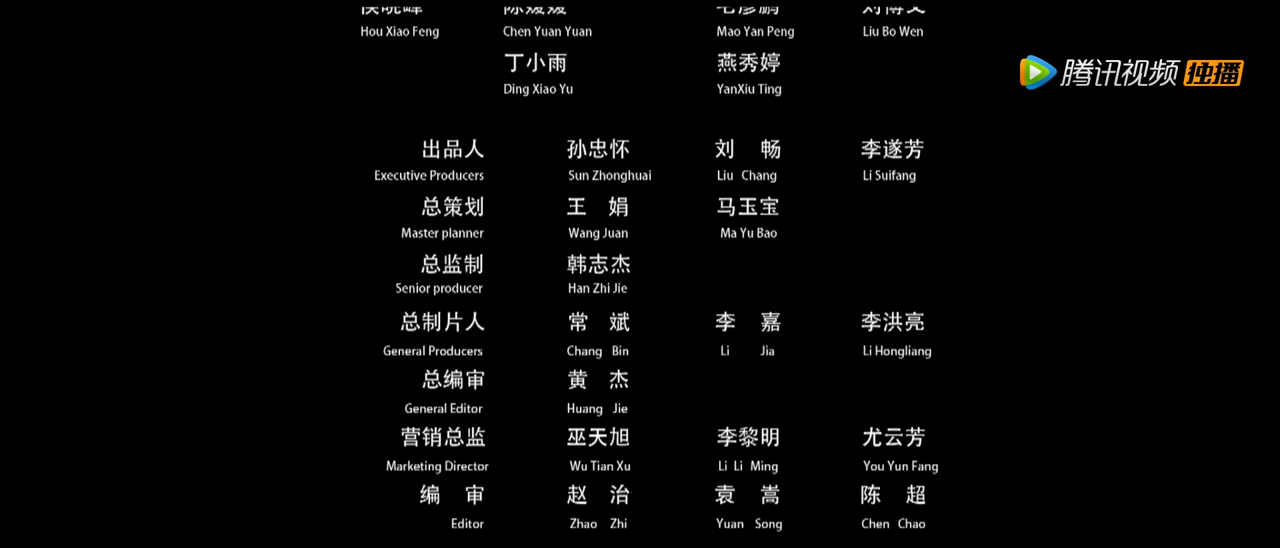 Hou Xiao Feng Chen Yuan Yuan Mao Yan Peng Liu Bo Wen
丁小雨 燕秀婷
Ding Xiao Yu YanXiu Ting
腾讯视频 独播
出品人 孙忠怀 刘 畅 李遂芳
Executive Producers Sun Zhonghuai Liu Chang Li Suifang
总策划 王 娟 马玉宝
Master planner Wang Juan Ma Yu Bao
总监制 韩志杰
Senior producer Han Zhi Jie
总制片人 常 斌 李 嘉 李洪亮
General Producers Chang Bin Li Jia Li Hongliang
总编审 黄 杰
General Editor Huang Jie
营销总监 巫天旭 李黎明 尤云芳
Marketing Director Wu Tian Xu Li Li Ming You Yun Fang
编 审 赵 治 袁 嵩 陈 超
Editor Zhao Zhi Yuan Song Chen Chao